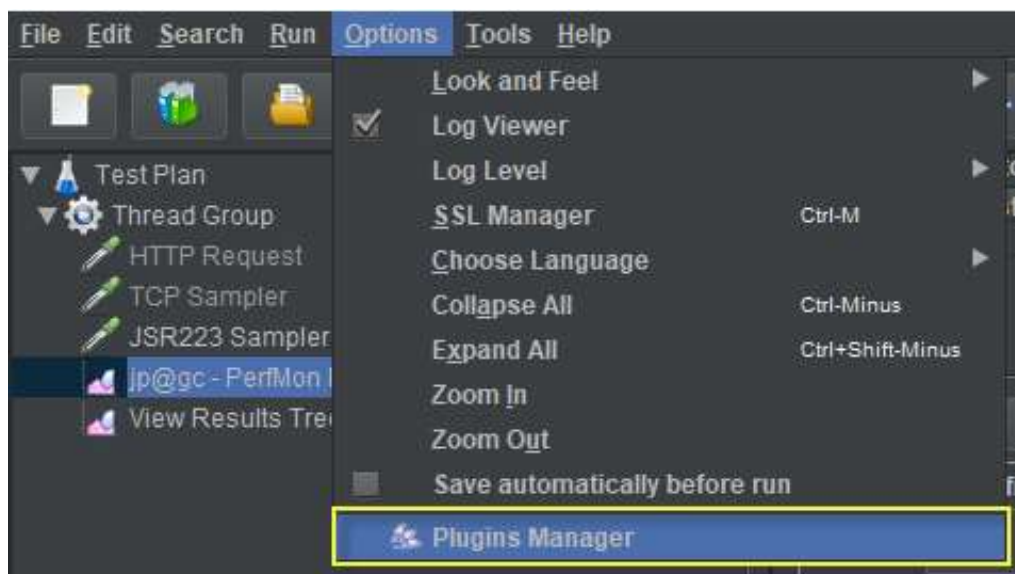 File Edit Search Run Options Tools Help
Look and Feel
Log Viewer
Log Level
SSL Manager Ctrl-M
Choose Language
Collapse All Ctrl-Minus
Expand All Ctrl+Shift-Minus
Zoom In
Zoom Out
Save automatically before run
Plugins Manager
Test Plan
Thread Group
HTTP Request
TCP Sampler
JSR223 Sampler
jp@gc - PerfMon
View Results Tre